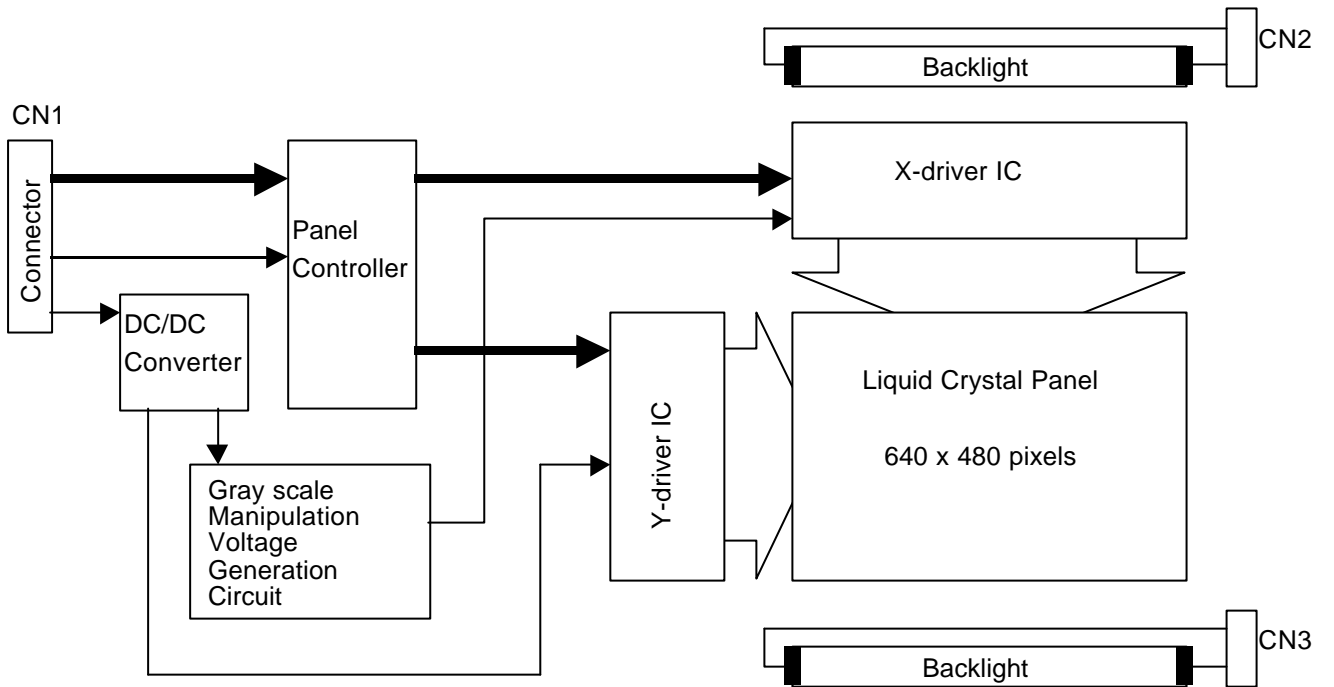 CN2
Backlight
CN1
Connector
Panel
Controller
X-driver IC
DC/DC
Converter
Y-driver IC
Liquid Crystal Panel
640 x 480 pixels
Gray scale
Manipulation
Voltage
Generation
Circuit
CN3
Backlight